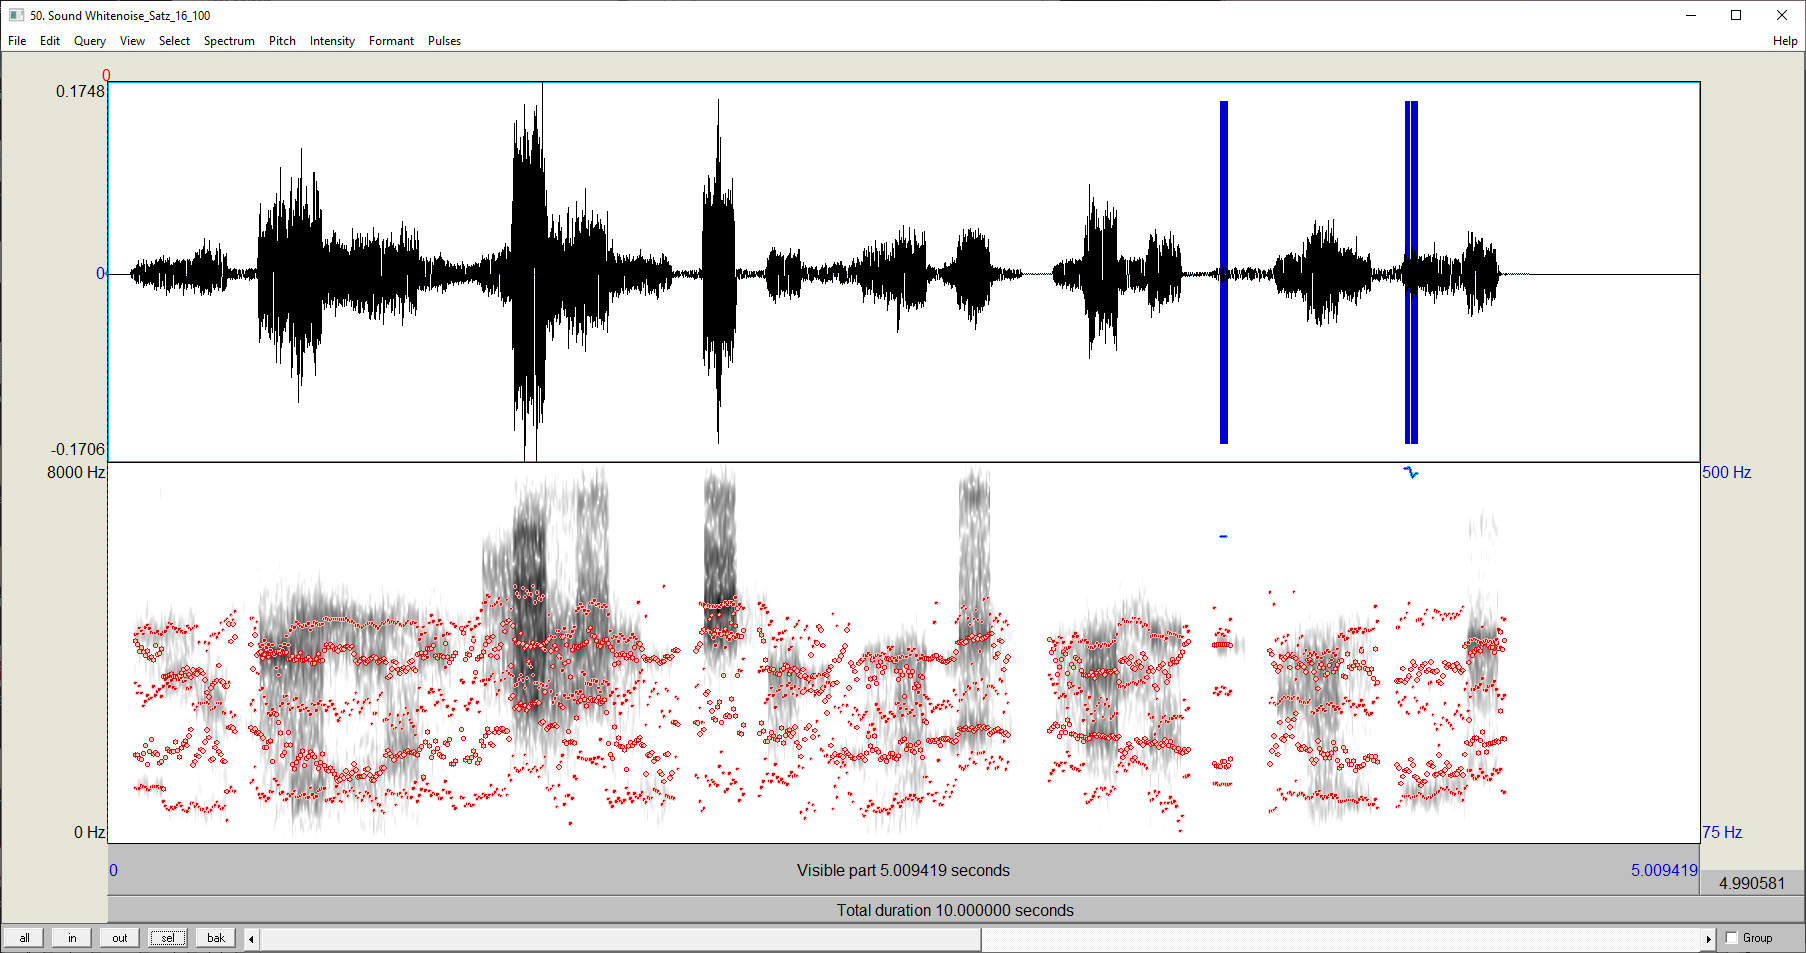 50. Sound Whitenoise_Satz_16_100
File Edit Query View Select Spectrum Pitch Intensity Formant Pulses Help
0
0.1748
0
-0.1706
8000 Hz 500 Hz
0 Hz 75 Hz
0 Visible part 5.009419 seconds 5.009419
4.990581
Total duration 10.000000 seconds
all in out sel bak Group